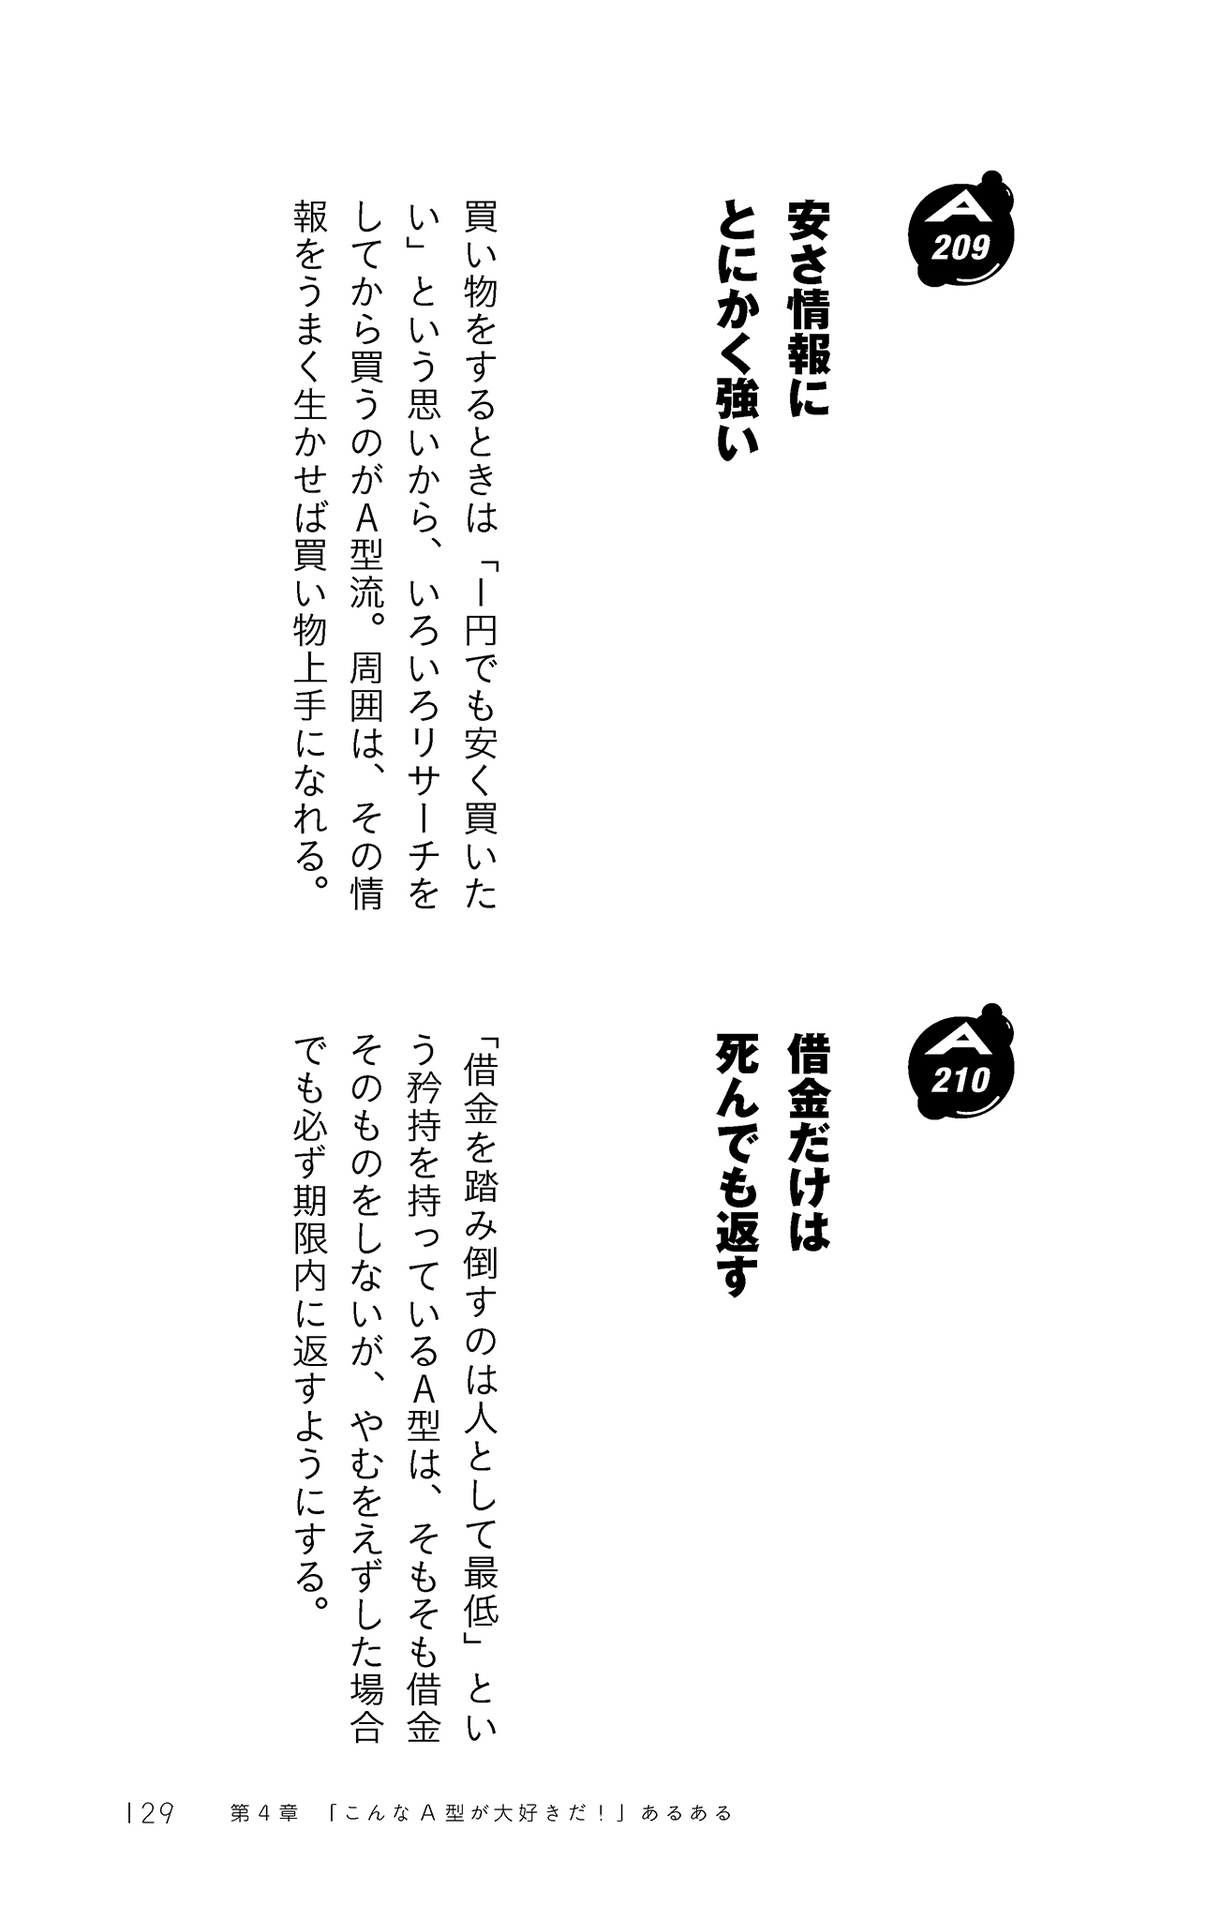 A
209
安さ情報に
とにかく強い
買い物をするときは「1円でも安く買いた
い」という思いから、いろいろリサーチを
してから買うのがA型流。周囲は、その情
報をうまく生かせば買い物上手になれる。
A
210
借金だけは
死んでも返す
「借金を踏み倒すのは人として最低」とい
う矜持を持っているA型は、そもそも借金
そのものをしないが、やむをえずした場合
でも必ず期限内に返すようにする。
129 第4章 「こんなA型が大好きだ！」あるある